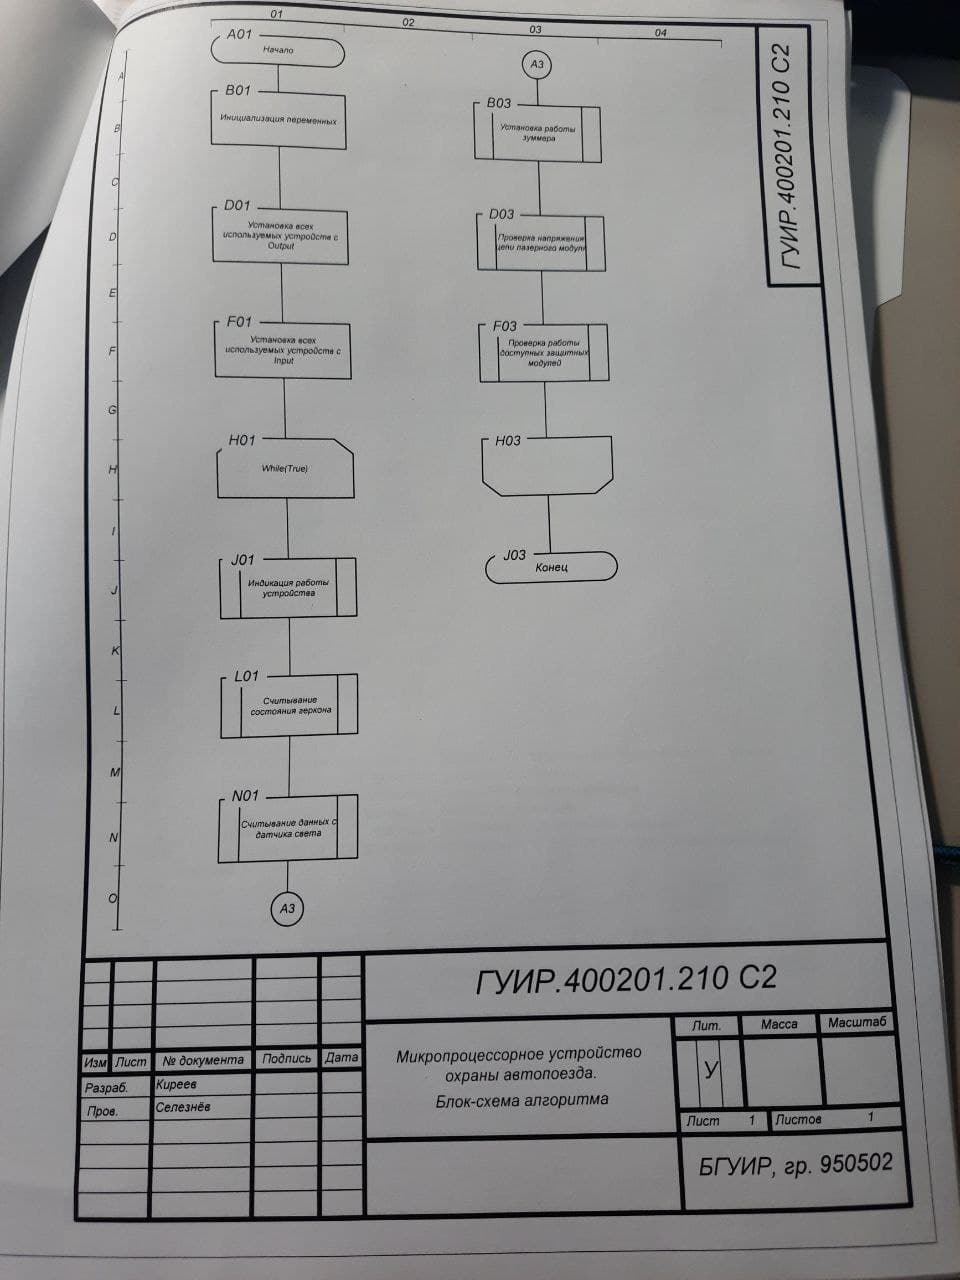 01
02
03
04
A
B
C
D
E
F
G
H
I
J
K
L
M
N
O
A01
Начало
B01
Инициализация переменных
D01
Установка всех
используемых устройств с
Output
F01
Установка всех
используемых устройств с
Input
H01
While(True)
J01
Индикация работы
устройства
L01
Считывание
состояния геркона
N01
Считывание данных с
датчика света
А3
А3
B03
Установка работы
зуммера
D03
Проверка напряжения
цепи лазерного модуля
F03
Проверка работы
доступных защитных
модулей
H03
J03
Конец
ГУИР.400201.210 С2
ГУИР.400201.210 С2
Изм Лист № документа Подпись Дата
Разраб. Киреев
Пров. Селезнёв
Микропроцессорное устройство
охраны автопоезда.
Блок-схема алгоритма
Лит. Масса Масштаб
У
Лист 1 Листов 1
БГУИР, гр. 950502